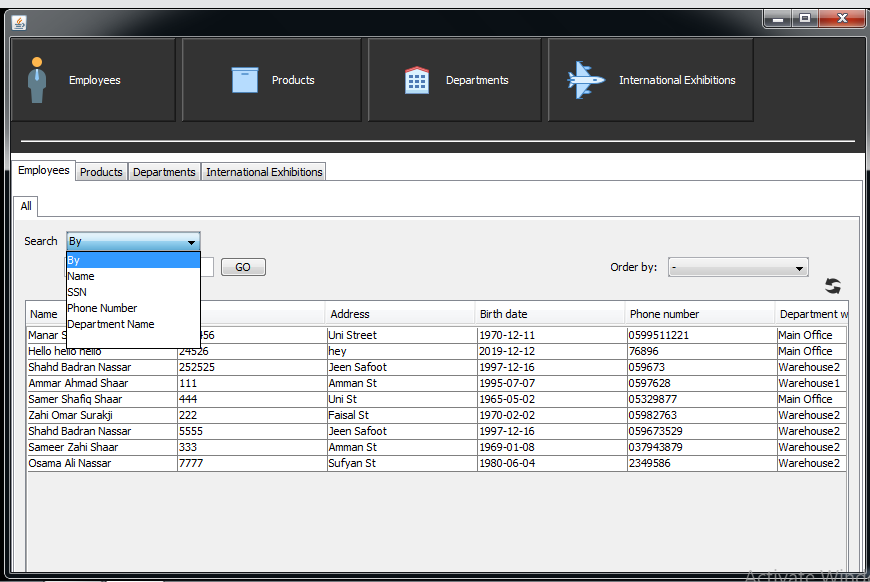 Employees Products Departments International Exhibitions
Employees Products Departments International Exhibitions
All
Search By
By
Name
SSN
Phone Number
Department Name
GO Order by: -
Name Address Birth date Phone number Department w
Manar S 456 Uni Street 1970-12-11 0599511221 Main Office
Hello hello hello 24526 hey 2019-12-12 76896 Main Office
Shahd Badran Nassar 252525 Jeen Safoot 1997-12-16 059673 Warehouse2
Ammar Ahmad Shaar 111 Amman St 1995-07-07 0597628 Warehouse1
Samer Shafiq Shaar 444 Uni St 1965-05-02 05329877 Main Office
Zahi Omar Surakji 222 Faisal St 1970-02-02 05982763 Warehouse2
Shahd Badran Nassar 5555 Jeen Safoot 1997-12-16 059673529 Warehouse2
Sameer Zahi Shaar 333 Amman St 1969-01-08 037943879 Warehouse2
Osama Ali Nassar 7777 Sufyan St 1980-06-04 2349586 Warehouse2
Activate Wind